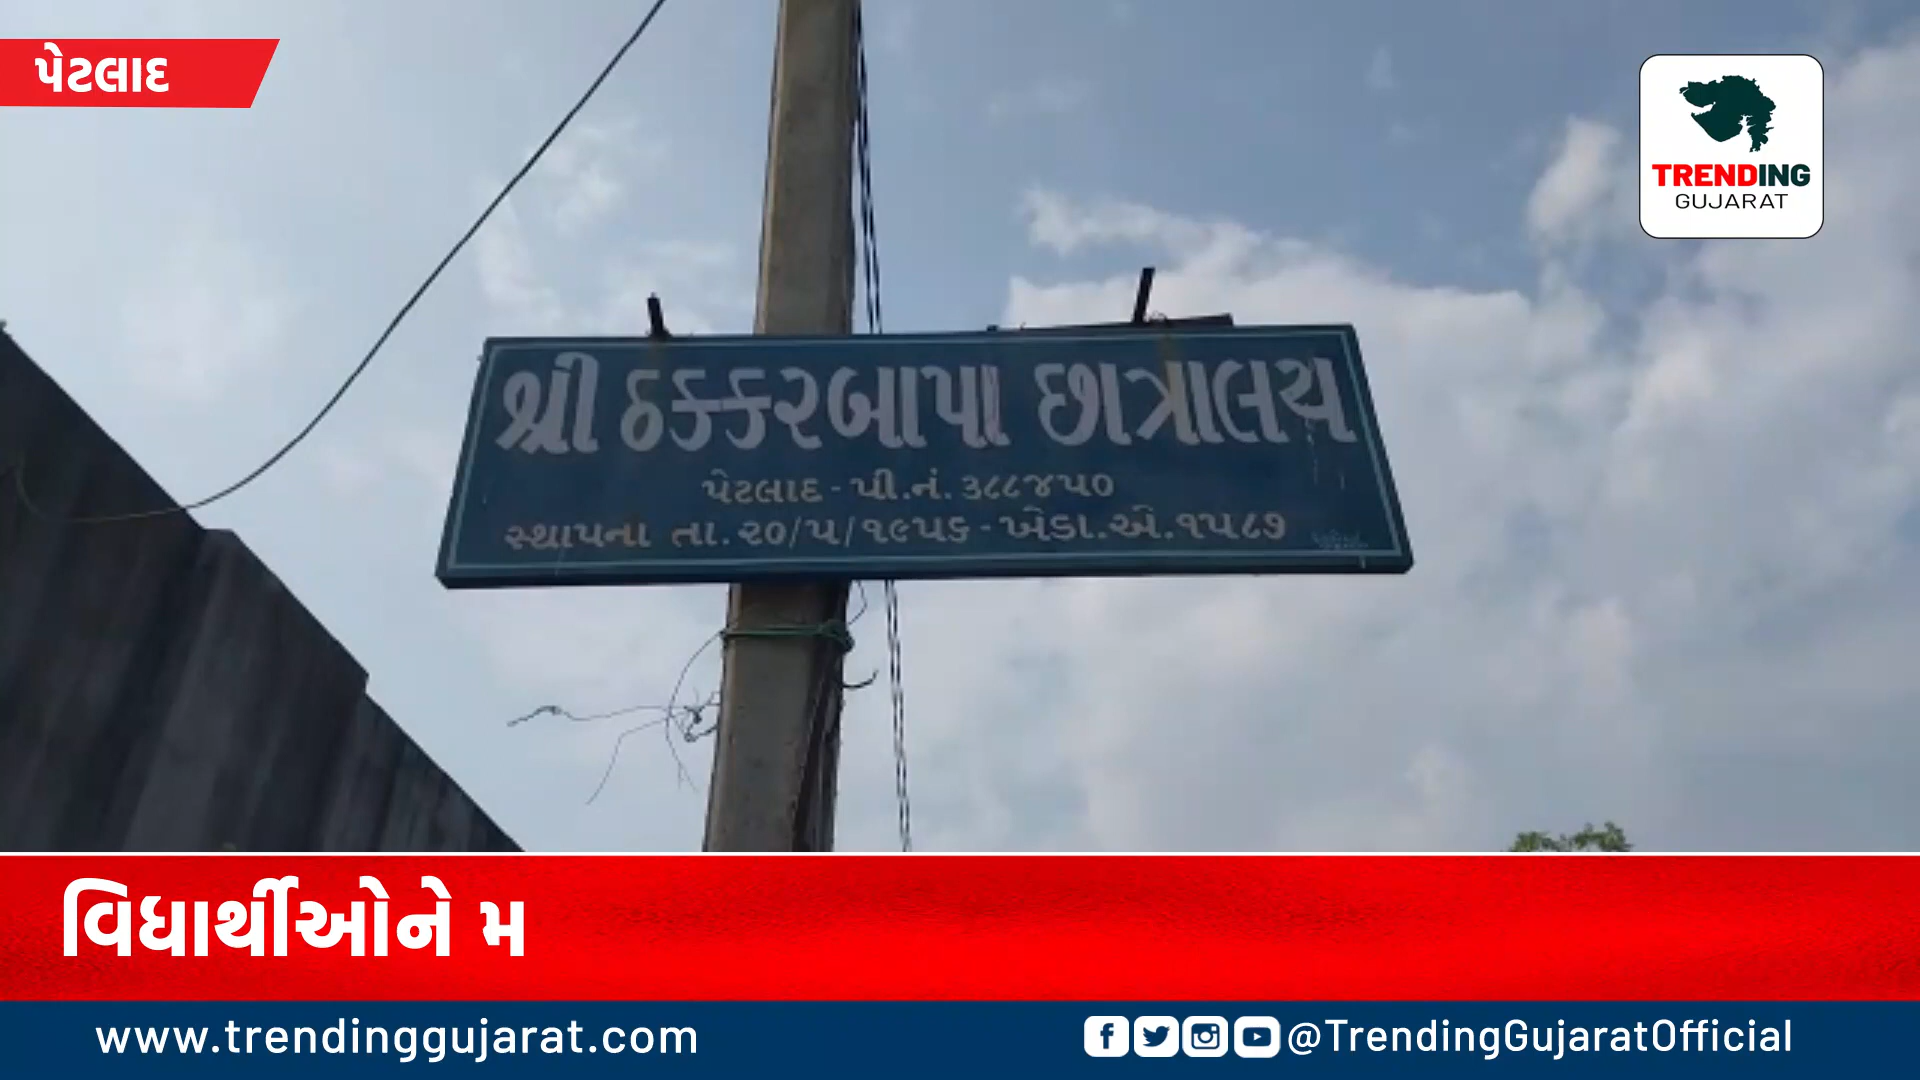 પેટલાદ
TRENDING
GUJARAT
શ્રી ઠક્કરબાપા છાત્રાલય
પેટલાદ - પી.નં. ૩૮૮૪૫૦
સ્થાપના તા. ૨૦/૫/૧૯૫૬ - ખેડા.એ.૧૫૮૭
વિધાર્થીઓને મ
www.trendinggujarat.com
@TrendingGujaratOfficial